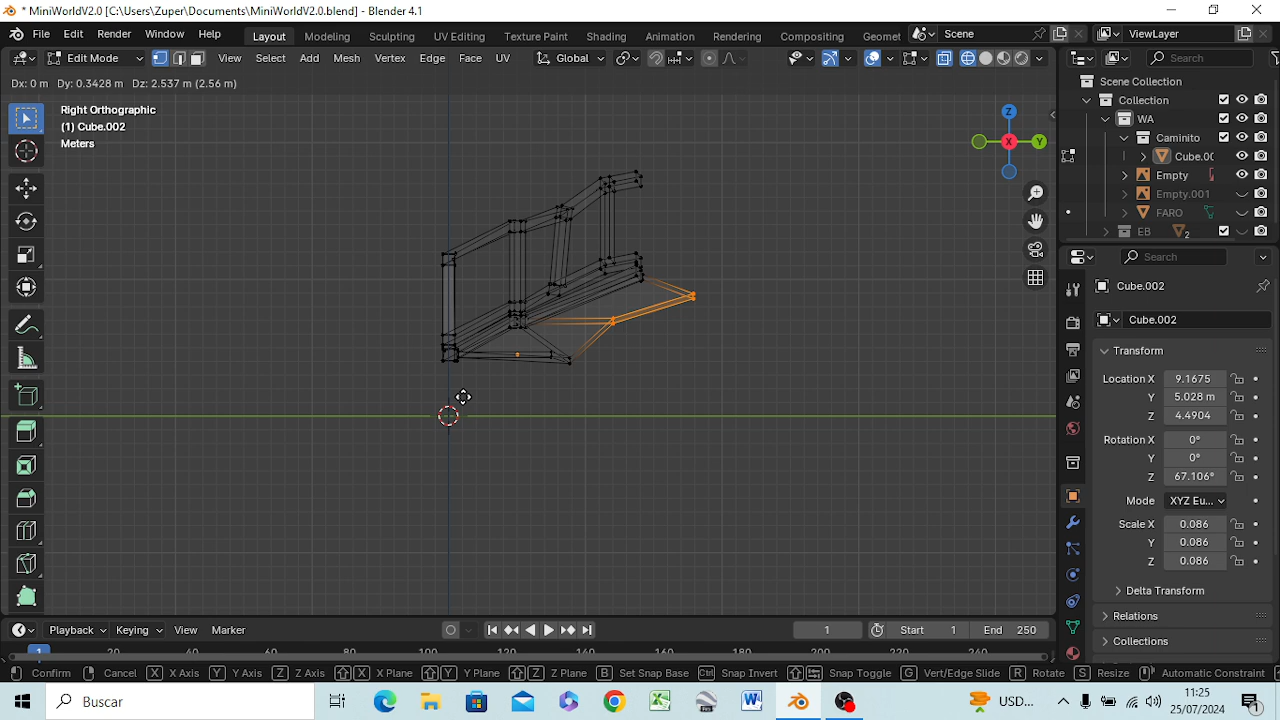 * MiniWorldV2.0 [C:\Users\Zuper\Documents\MiniWorldV2.0.blend] - Blender 4.1
File Edit Render Window Help Layout Modeling Sculpting UV Editing Texture Paint Shading Animation Rendering Compositing Geomet Scene ViewLayer
Edit Mode View Select Add Mesh Vertex Edge Face UV Global Search
Dx: 0 m Dy: 0.3428 m Dz: 2.537 m (2.56 m)
Right Orthographic
(1) Cube.002
Meters
Z
Y
X
Scene Collection
Collection
WA
Caminito
Cube.00
Empty
Empty.001
FARO
EB 2
Search
Cube.002
Cube.002
Transform
Location X 9.1675
Y 5.028 m
Z 4.4904
Rotation X 0°
Y 0°
Z 67.106°
Mode XYZ Eu...
Scale X 0.086
Y 0.086
Z 0.086
Delta Transform
Relations
Collections
Playback Keying View Marker 1 Start 1 End 250
1 20 40 60 80 100 120 140 160 180 200 220 240
Confirm Cancel X X Axis Y Y Axis Z Z Axis X X Plane Y Y Plane Z Z Plane B Set Snap Base Ctrl Snap Invert Snap Toggle G Vert/Edge Slide R Rotate S Resize Automatic Constraint
Buscar USD... 11:25
25/07/2024